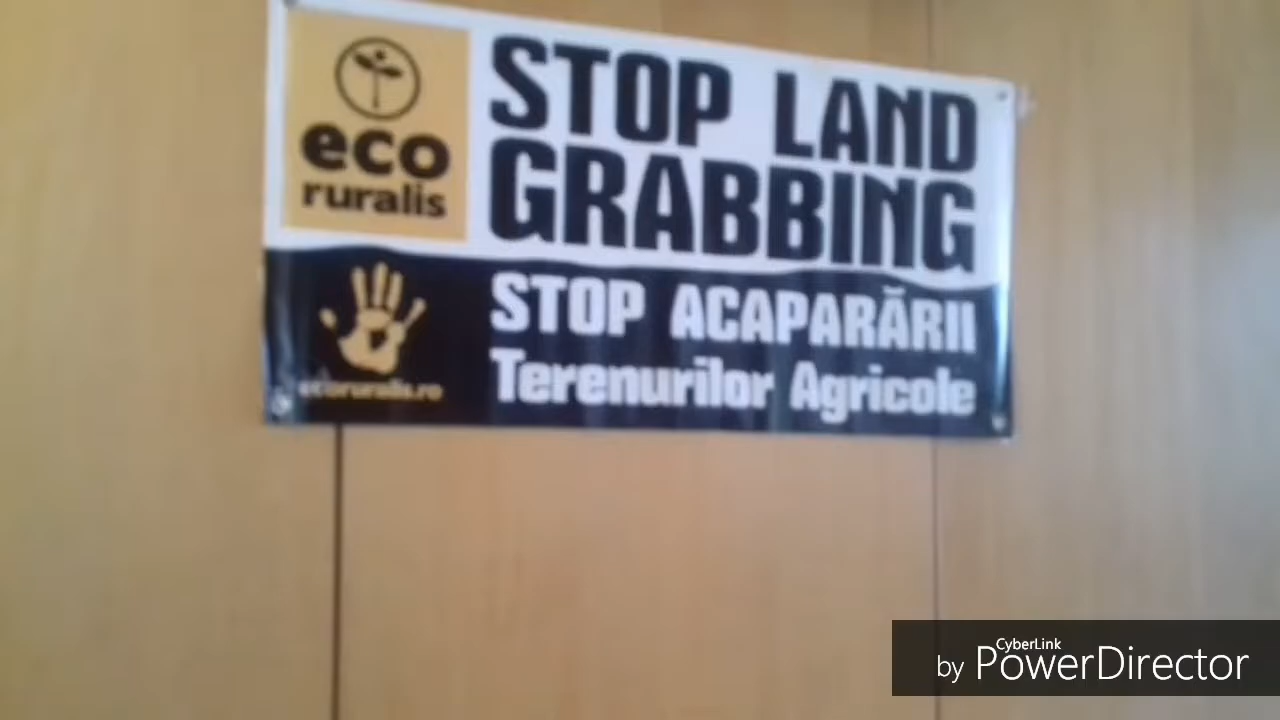 eco
ruralis
STOP LAND
GRABBING
STOP ACAPARĂRII
Terenurilor Agricole
ecoruralis.ro
CyberLink
by PowerDirector